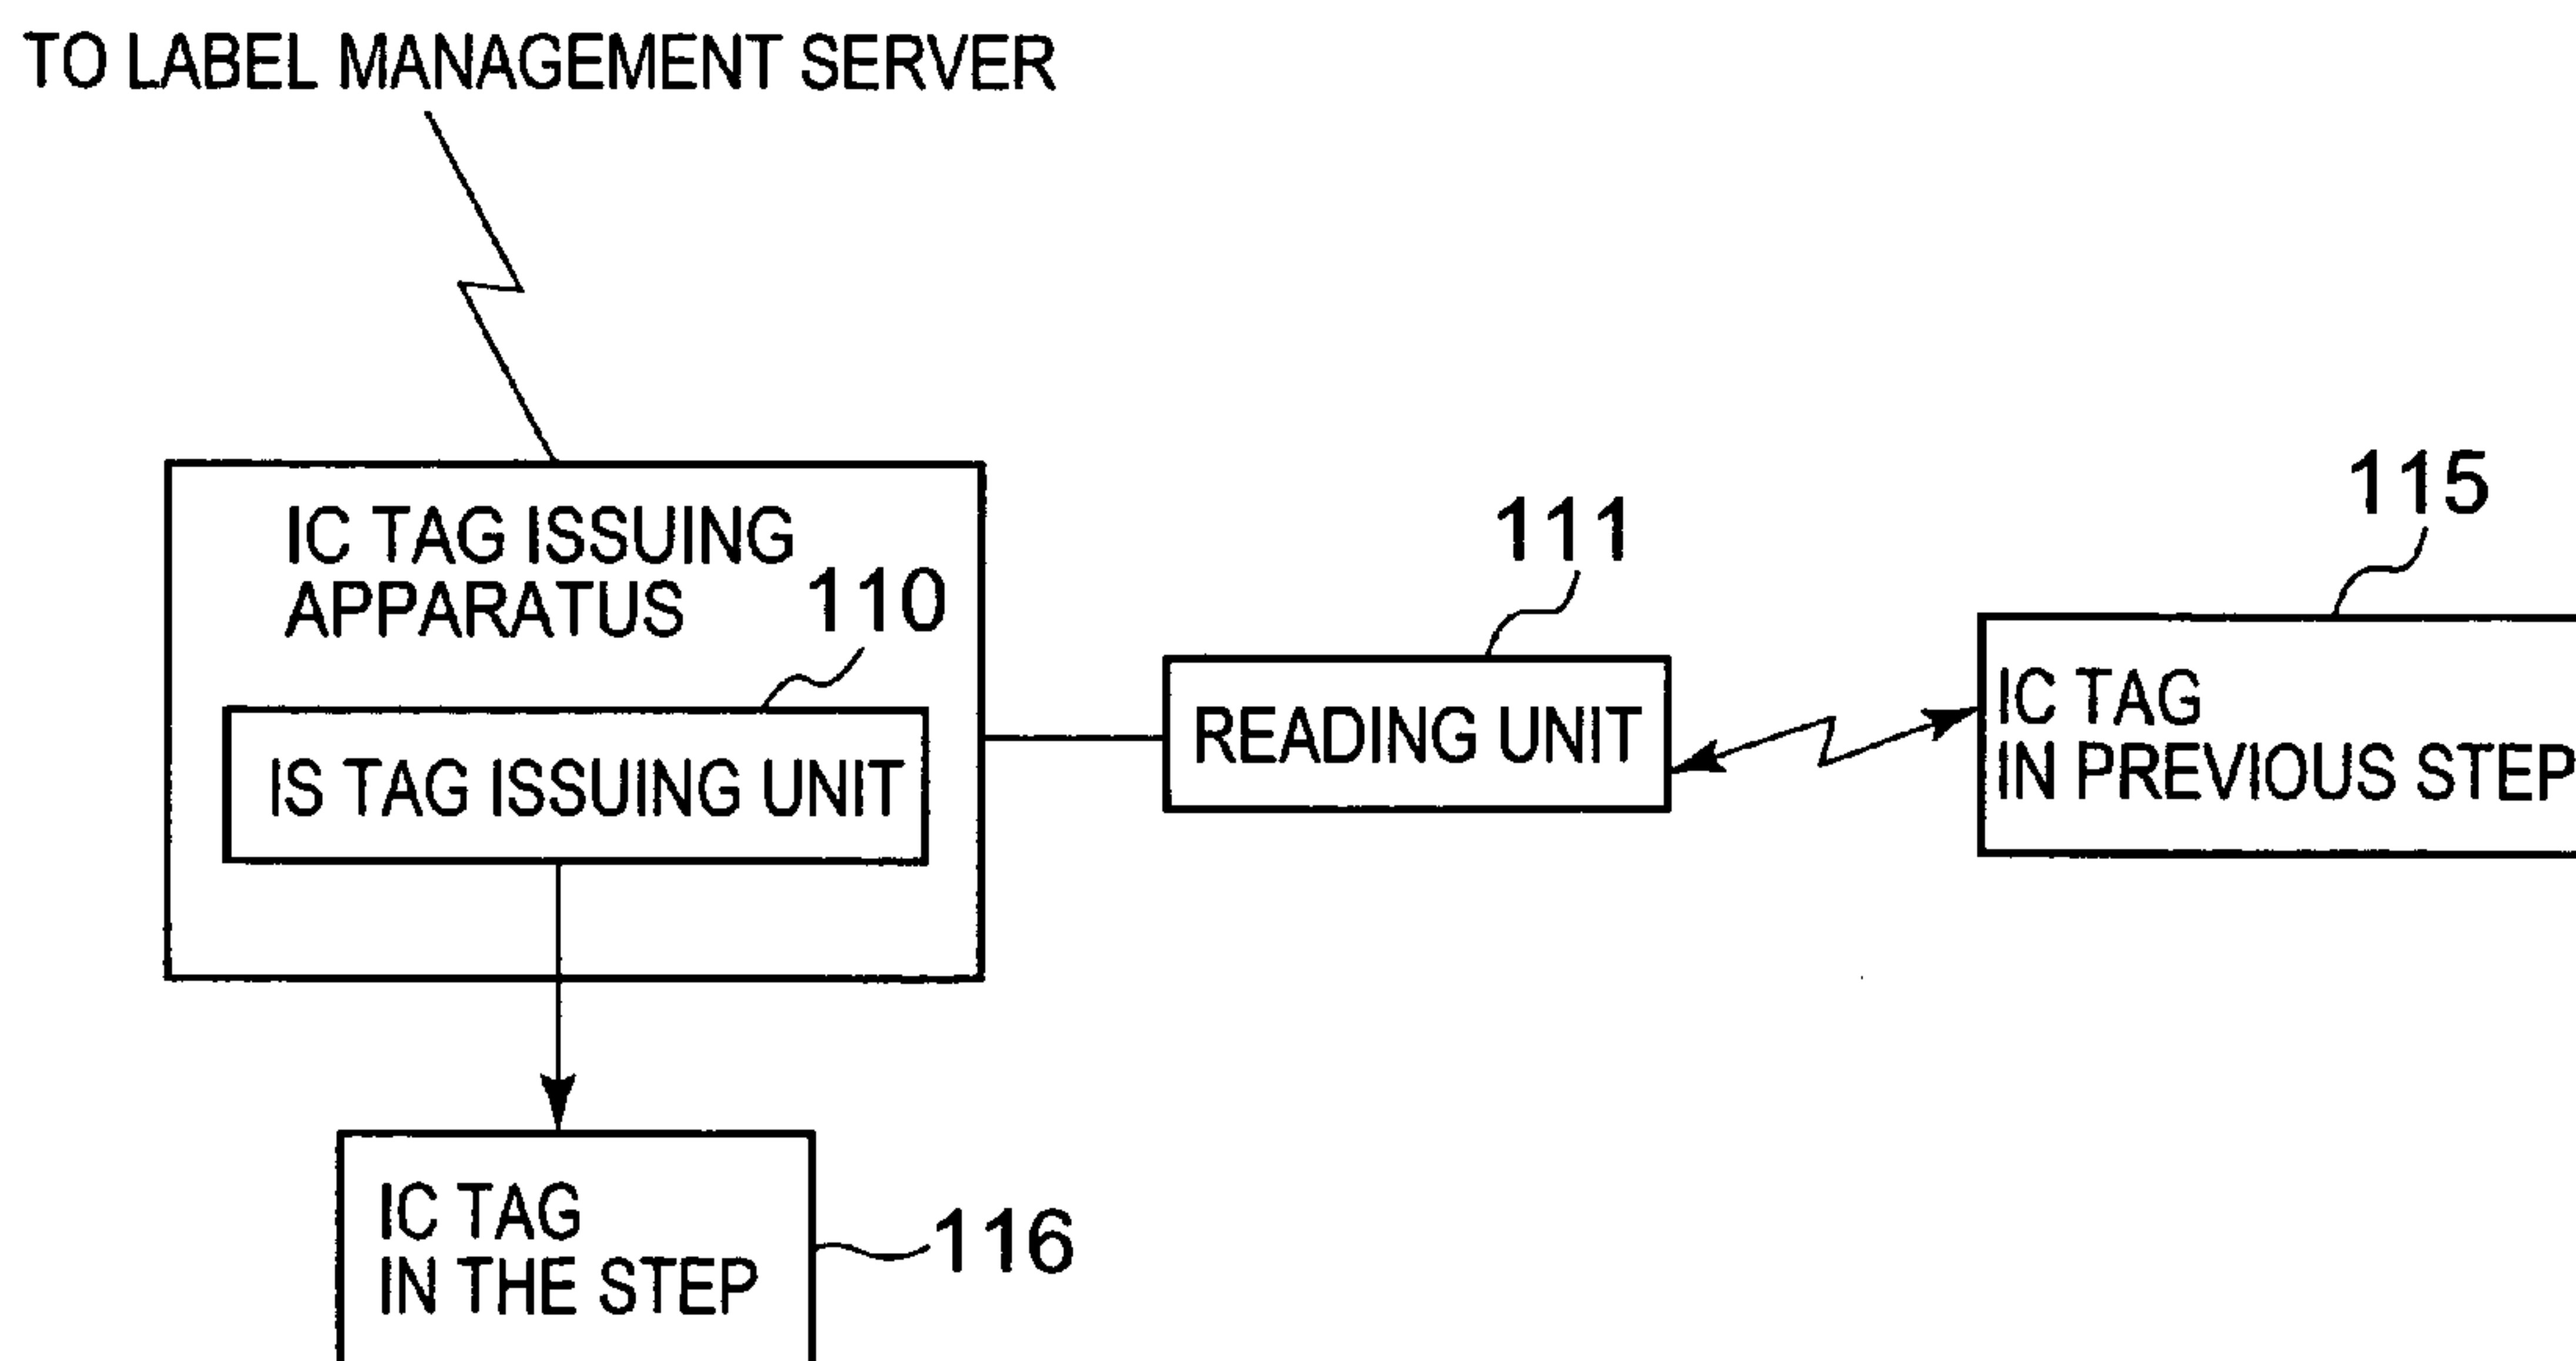 TO LABEL MANAGEMENT SERVER
IC TAG ISSUING
APPARATUS
110
IS TAG ISSUING UNIT
111
READING UNIT
115
IC TAG
IN PREVIOUS STEP
IC TAG
IN THE STEP
116